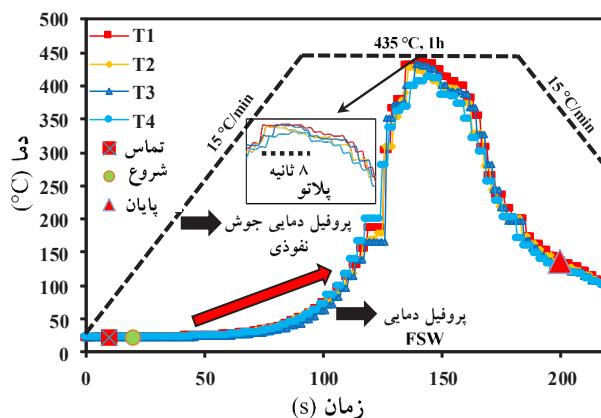 435 °C, 1h
15 °C/min
15 °C/min
T1
T2
T3
T4
تماس
شروع
پایان
۸ ثانیه
پلاتو
پروفیل دمایی جوش
نفوذی
پروفیل دمایی
FSW
دما (°C)
500
450
400
350
300
250
200
150
100
50
0
0
50
100
150
200
زمان (s)